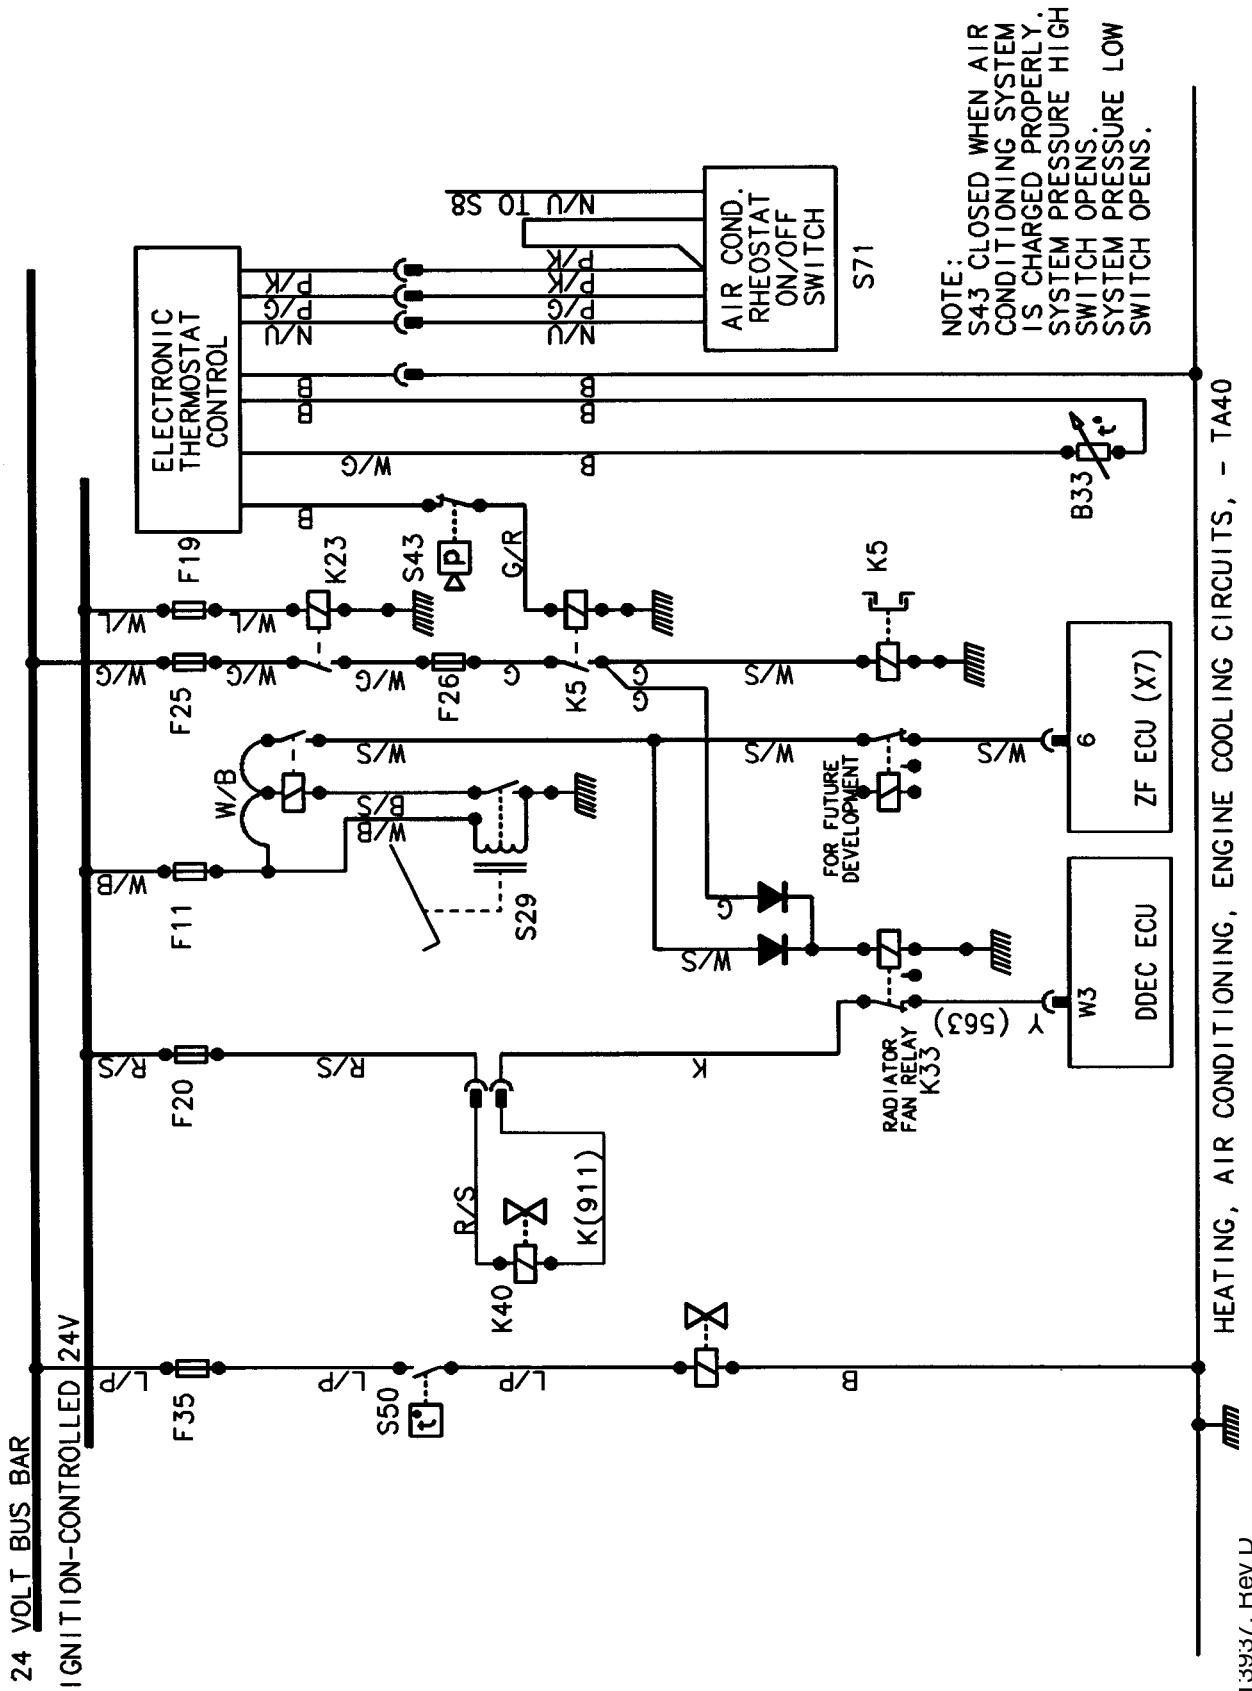 24 VOLT BUS BAR
IGNITION-CONTROLLED 24V
L/P
F35
L/P
S50
t°
L/P
B
R/S
F20
R/S
R/S
K40
K(911)
K
RADIATOR
FAN RELAY
K33
Y
(563)
W3
DDEC ECU
W/B
F11
W/B
W/B
B/S
S29
W/S
W/S
W/S
G
FOR FUTURE
DEVELOPMENT
W/S
6
ZF ECU (X7)
W/G
F25
W/G
W/G
F26
G
K5
G
G
W/S
K5
W/L
F19
W/L
K23
ELECTRONIC
THERMOSTAT
CONTROL
B
S43
P
G/R
W/G
B
B33
t°
B
B
B
B
N/U
P/G
P/K
N/U
P/G
P/K
P/K
N/U TO S8
AIR COND.
RHEOSTAT
ON/OFF
SWITCH
S71
NOTE:
S43 CLOSED WHEN AIR
CONDITIONING SYSTEM
IS CHARGED PROPERLY.
SYSTEM PRESSURE HIGH
SWITCH OPENS.
SYSTEM PRESSURE LOW
SWITCH OPENS.
HEATING, AIR CONDITIONING, ENGINE COOLING CIRCUITS, - TA40